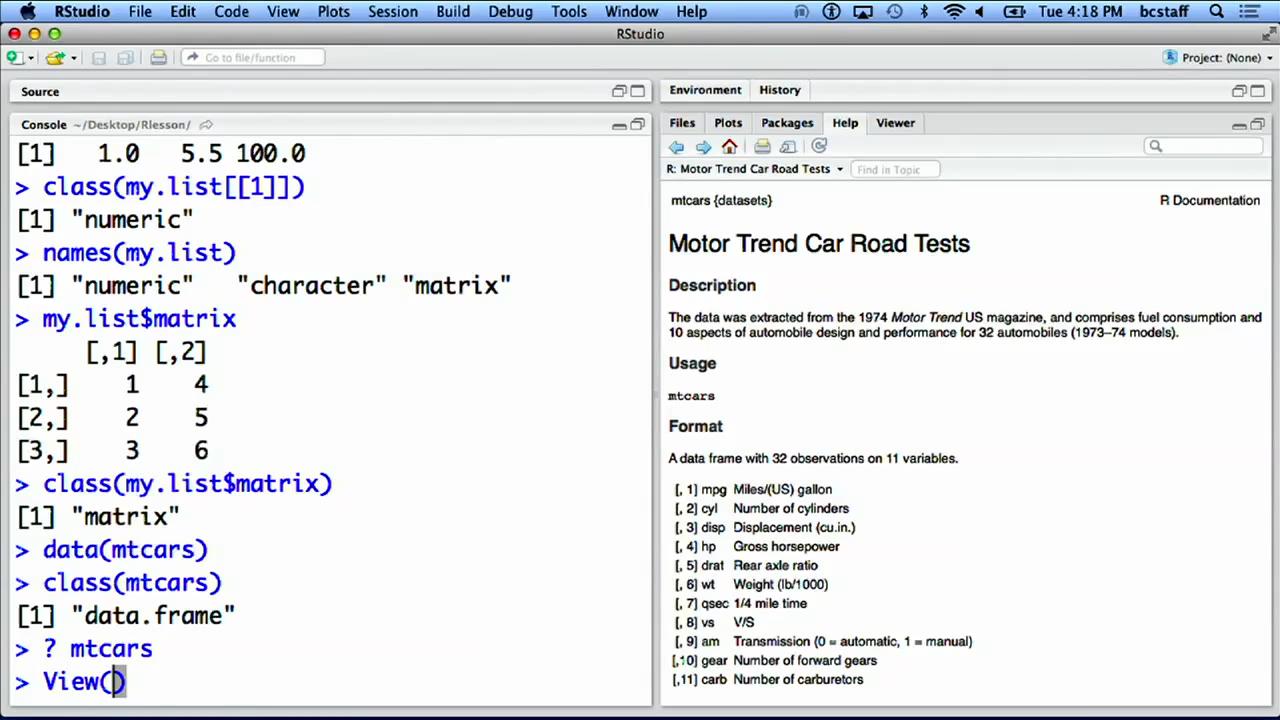 RStudio File Edit Code View Plots Session Build Debug Tools Window Help Tue 4:18 PM bcstaff
RStudio
Go to file/function Project: (None)
Source
Console ~/Desktop/Rlesson/
[1] 1.0 5.5 100.0
> class(my.list[[1]])
[1] "numeric"
> names(my.list)
[1] "numeric" "character" "matrix"
> my.list$matrix
[,1] [,2]
[1,] 1 4
[2,] 2 5
[3,] 3 6
> class(my.list$matrix)
[1] "matrix"
> data(mtcars)
> class(mtcars)
[1] "data.frame"
> ? mtcars
> View()
Environment History
Files Plots Packages Help Viewer
R: Motor Trend Car Road Tests Find in Topic
mtcars {datasets} R Documentation
Motor Trend Car Road Tests
Description
The data was extracted from the 1974 Motor Trend US magazine, and comprises fuel consumption and
10 aspects of automobile design and performance for 32 automobiles (1973–74 models).
Usage
mtcars
Format
A data frame with 32 observations on 11 variables.
[, 1] mpg Miles/(US) gallon
[, 2] cyl Number of cylinders
[, 3] disp Displacement (cu.in.)
[, 4] hp Gross horsepower
[, 5] drat Rear axle ratio
[, 6] wt Weight (lb/1000)
[, 7] qsec 1/4 mile time
[, 8] vs V/S
[, 9] am Transmission (0 = automatic, 1 = manual)
[,10] gear Number of forward gears
[,11] carb Number of carburetors